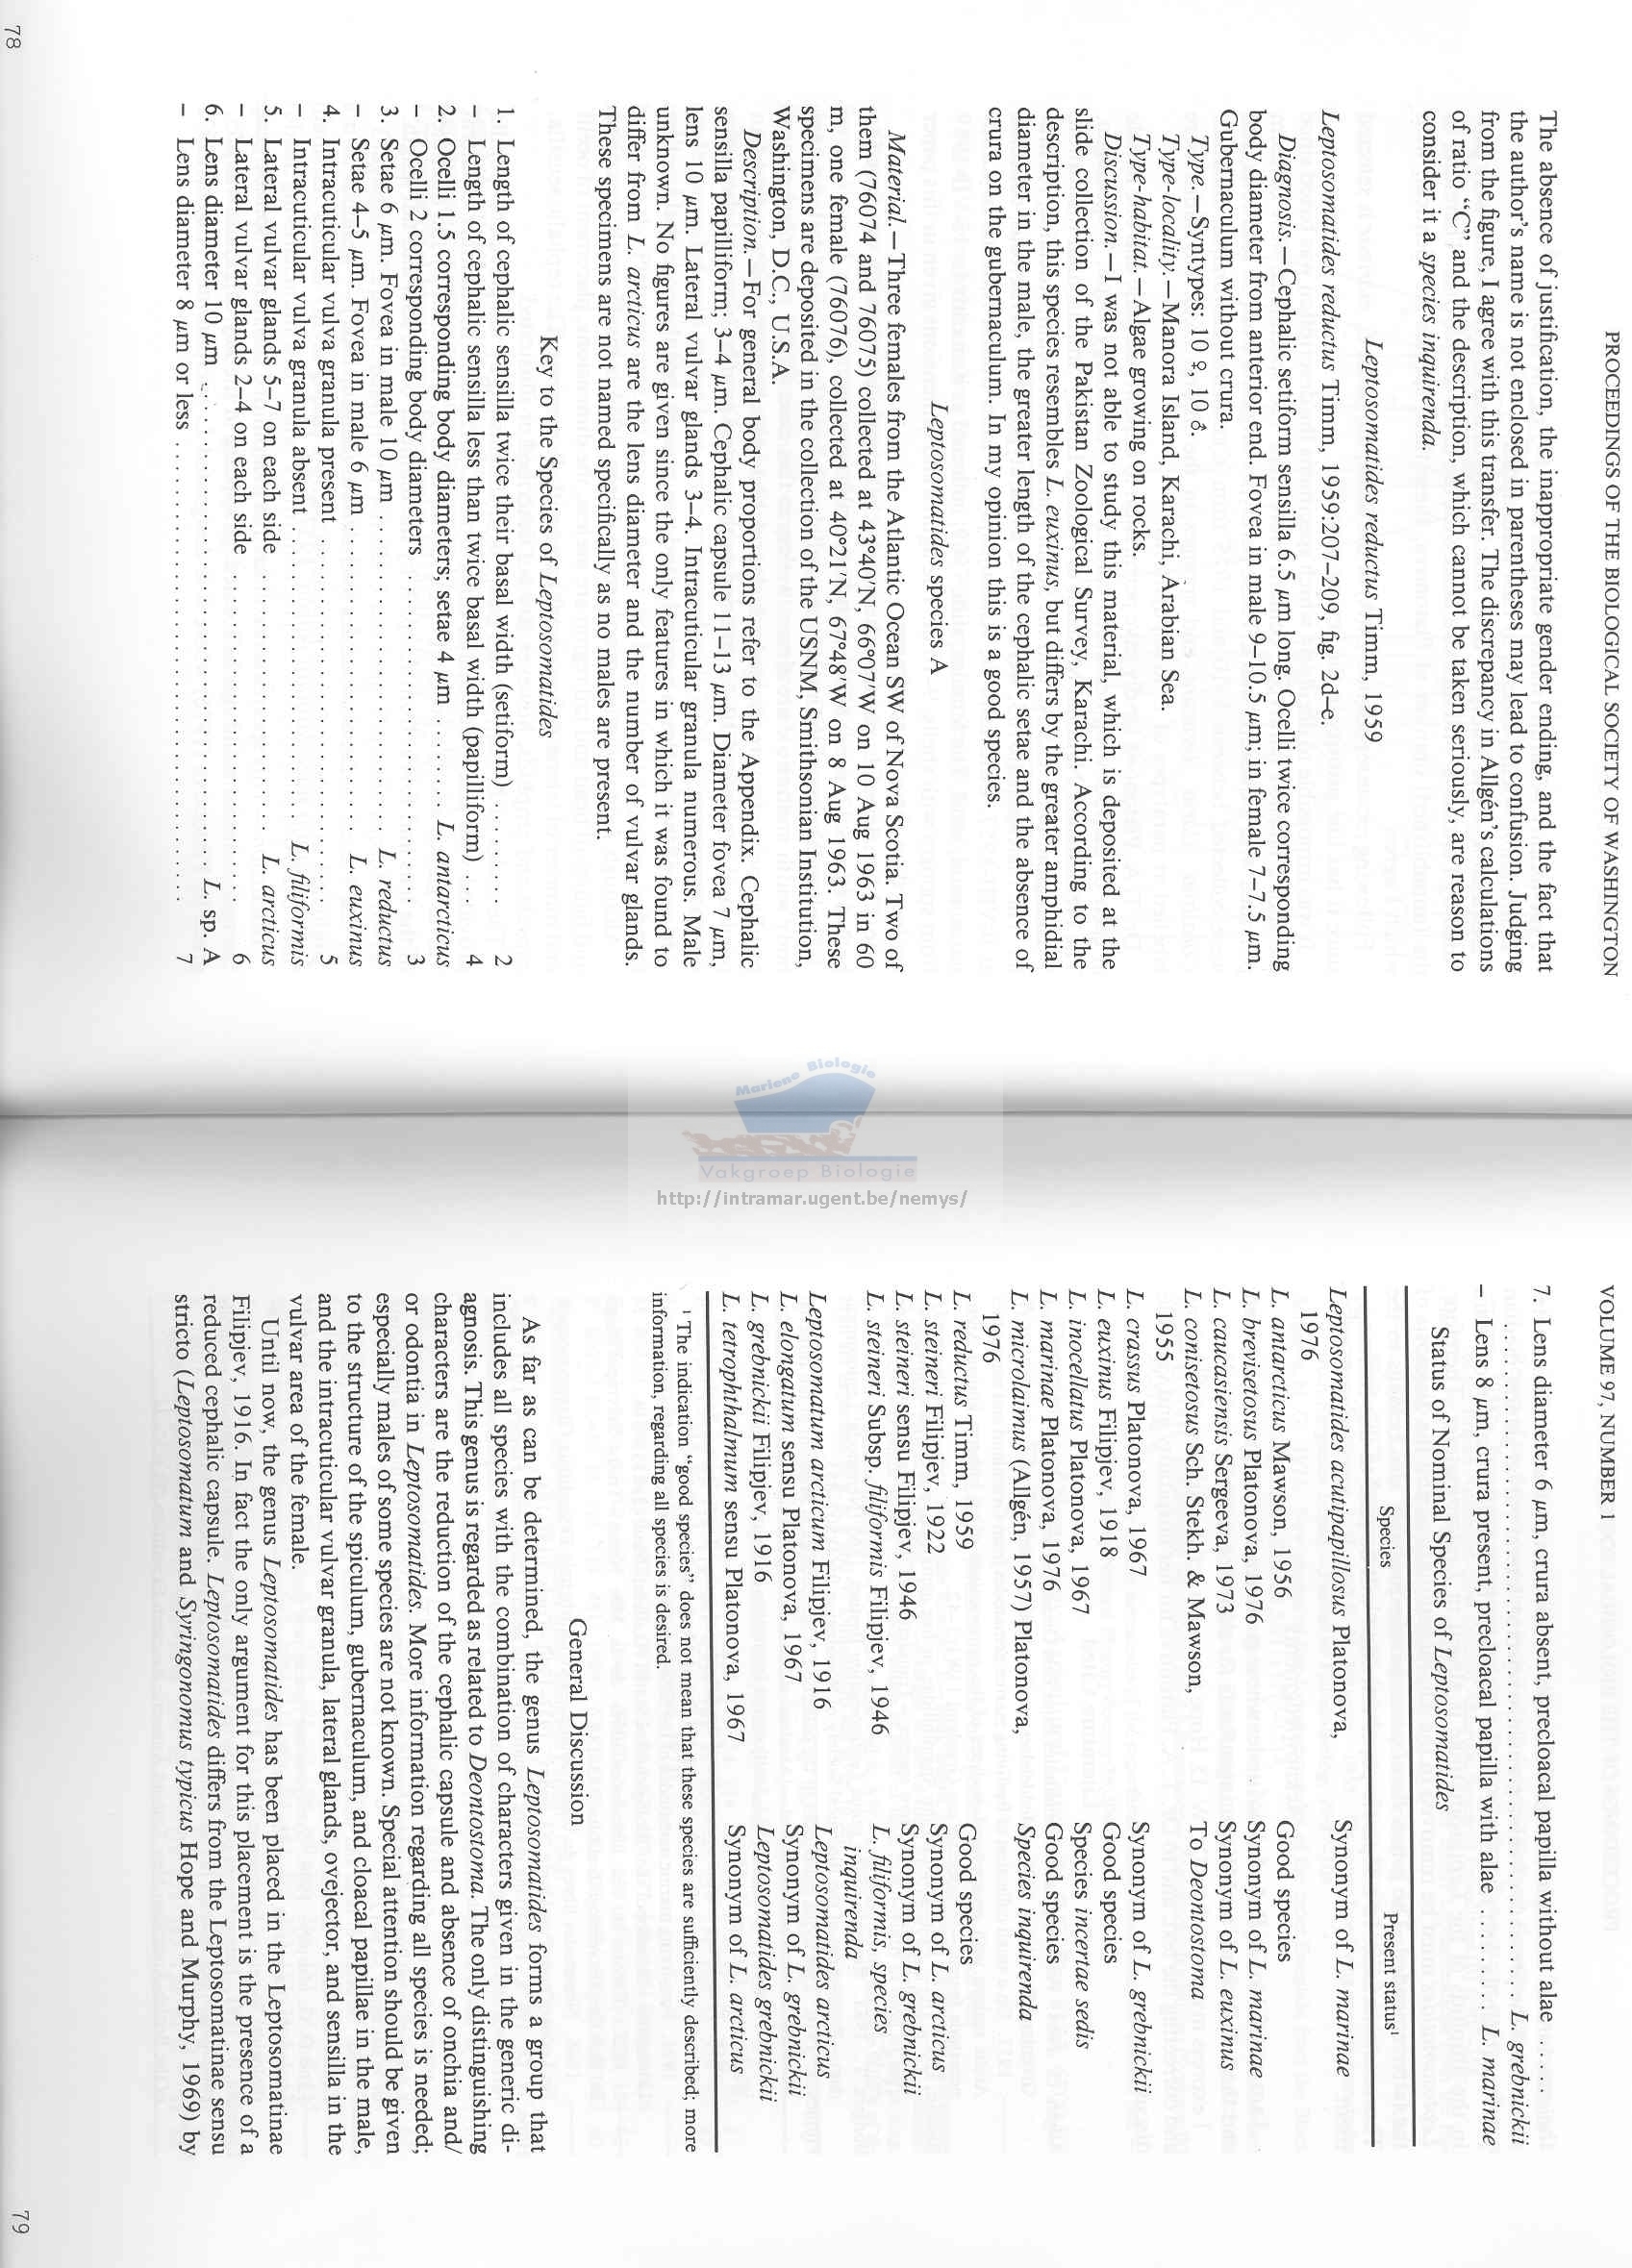 PROCEEDINGS OF THE BIOLOGICAL SOCIETY OF WASHINGTON
The absence of justification, the inappropriate gender ending, and the fact that
the author's name is not enclosed in parentheses may lead to confusion. Judging
from the figure, I agree with this transfer. The discrepancy in Allgén's calculations
of ratio “C” and the description, which cannot be taken seriously, are reason to
consider it a species inquirenda.
Leptosomatides reductus Timm, 1959
Leptosomatides reductus Timm, 1959:207–209, fig. 2d–e.
Diagnosis.—Cephalic setiform sensilla 6.5 μm long. Ocelli twice corresponding
body diameter from anterior end. Fovea in male 9–10.5 μm; in female 7–7.5 μm.
Gubernaculum without crura.
Type.—Syntypes: 10 ♀, 10 ♂.
Type-locality.—Manora Island, Karachi, Arabian Sea.
Type-habitat.—Algae growing on rocks.
Discussion.—I was not able to study this material, which is deposited at the
slide collection of the Pakistan Zoological Survey, Karachi. According to the
description, this species resembles L. euxinus, but differs by the greater amphidial
diameter in the male, the greater length of the cephalic setae and the absence of
crura on the gubernaculum. In my opinion this is a good species.
Leptosomatides species A
Material.—Three females from the Atlantic Ocean SW of Nova Scotia. Two of
them (76074 and 76075) collected at 43°40′N, 66°07′W on 10 Aug 1963 in 60
m, one female (76076), collected at 40°21′N, 67°48′W on 8 Aug 1963. These
specimens are deposited in the collection of the USNM, Smithsonian Institution,
Washington, D.C., U.S.A.
Description.—For general body proportions refer to the Appendix. Cephalic
sensilla papilliform; 3–4 μm. Cephalic capsule 11–13 μm. Diameter fovea 7 μm,
lens 10 μm. Lateral vulvar glands 3–4. Intracuticular granula numerous. Male
unknown. No figures are given since the only features in which it was found to
differ from L. arcticus are the lens diameter and the number of vulvar glands.
These specimens are not named specifically as no males are present.
Key to the Species of Leptosomatides
1. Length of cephalic sensilla twice their basal width (setiform) ........ 2
– Length of cephalic sensilla less than twice basal width (papilliform) ... 4
2. Ocelli 1.5 corresponding body diameters; setae 4 μm ....... L. antarcticus
– Ocelli 2 corresponding body diameters ........................ 3
3. Setae 6 μm. Fovea in male 10 μm ........................ L. reductus
– Setae 4–5 μm. Fovea in male 6 μm ........................ L. euxinus
4. Intracuticular vulva granula present ........................ 5
– Intracuticular vulva granula absent ........................ L. filiformis
5. Lateral vulvar glands 5–7 on each side ................... L. arcticus
– Lateral vulvar glands 2–4 on each side ........................ 6
6. Lens diameter 10 μm ................................ L. sp. A
– Lens diameter 8 μm or less ................................ 7
78
Mariene Biologie
Vakgroep Biologie
http://intramar.ugent.be/nemys/
VOLUME 97, NUMBER 1
7. Lens diameter 6 μm, crura absent, precloacal papilla without alae .....
................................................ L. grebnickii
– Lens 8 μm, crura present, precloacal papilla with alae ........ L. marinae
Status of Nominal Species of Leptosomatides
Species Present status¹
Leptosomatides acutipapillosus Platonova, 1976 Synonym of L. marinae
L. antarcticus Mawson, 1956 Good species
L. brevisetosus Platonova, 1976 Synonym of L. marinae
L. caucasiensis Sergeeva, 1973 Synonym of L. euxinus
L. conisetosus Sch. Stekh. & Mawson, 1955 To Deontostoma
L. crassus Platonova, 1967 Synonym of L. grebnickii
L. euxinus Filipjev, 1918 Good species
L. inocellatus Platonova, 1967 Species incertae sedis
L. marinae Platonova, 1976 Good species
L. microlaimus (Allgén, 1957) Platonova, 1976 Species inquirenda
L. reductus Timm, 1959 Good species
L. steineri Filipjev, 1922 Synonym of L. arcticus
L. steineri sensu Filipjev, 1946 Synonym of L. grebnickii
L. steineri Subsp. filiformis Filipjev, 1946 L. filiformis, species inquirenda
Leptosomatum arcticum Filipjev, 1916 Leptosomatides arcticus
L. elongatum sensu Platonova, 1967 Synonym of L. grebnickii
L. grebnickii Filipjev, 1916 Leptosomatides grebnickii
L. tetrophthalmum sensu Platonova, 1967 Synonym of L. arcticus
¹ The indication “good species” does not mean that these species are sufficiently described; more
information, regarding all species is desired.
General Discussion
As far as can be determined, the genus Leptosomatides forms a group that
includes all species with the combination of characters given in the generic di-
agnosis. This genus is regarded as related to Deontostoma. The only distinguishing
characters are the reduction of the cephalic capsule and absence of onchia and/
or odontia in Leptosomatides. More information regarding all species is needed;
especially males of some species are not known. Special attention should be given
to the structure of the spiculum, gubernaculum, and cloacal papillae in the male,
and the intracuticular vulvar granula, lateral glands, ovejector, and sensilla in the
vulvar area of the female.
Until now, the genus Leptosomatides has been placed in the Leptosomatinae
Filipjev, 1916. In fact the only argument for this placement is the presence of a
reduced cephalic capsule. Leptosomatides differs from the Leptosomatinae sensu
stricto (Leptosomatum and Syringonomus typicus Hope and Murphy, 1969) by
79